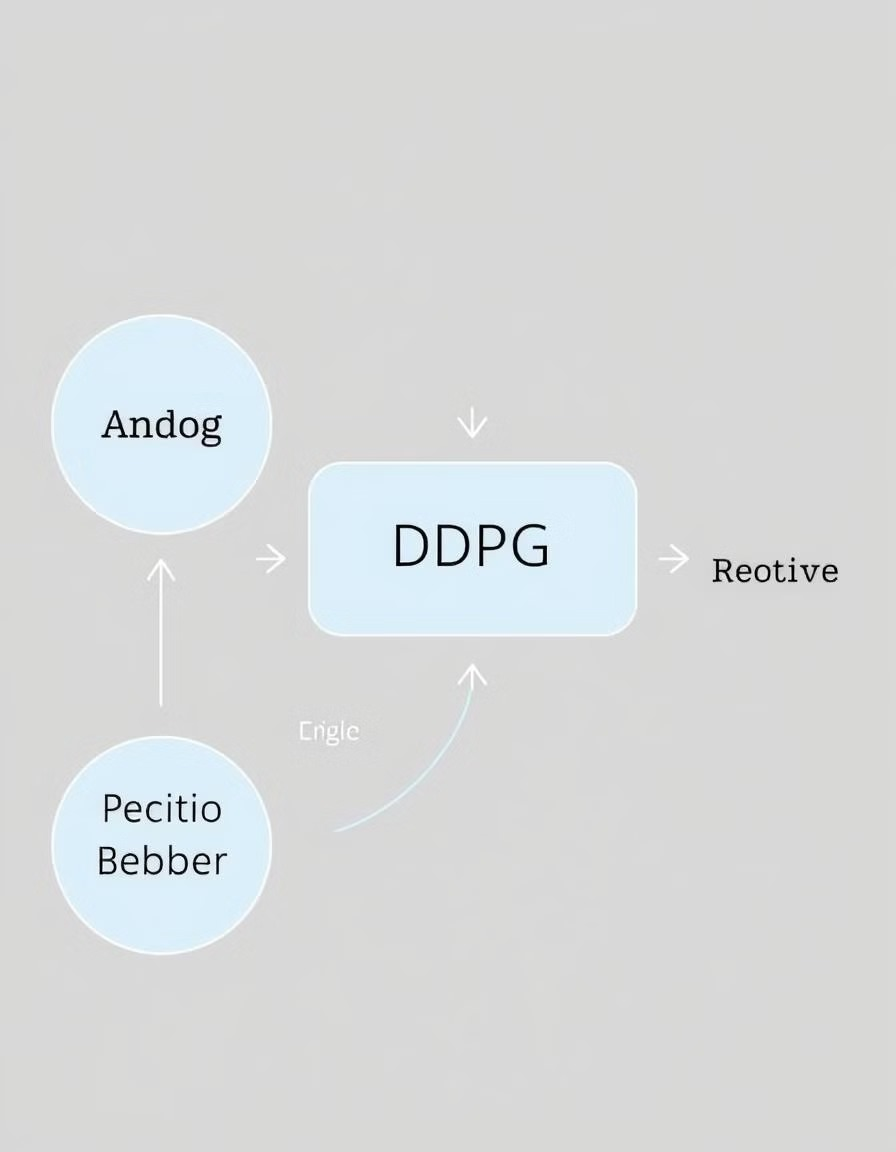 Andog
DDPG
Reotive
Engle
Pecitio
Bebber